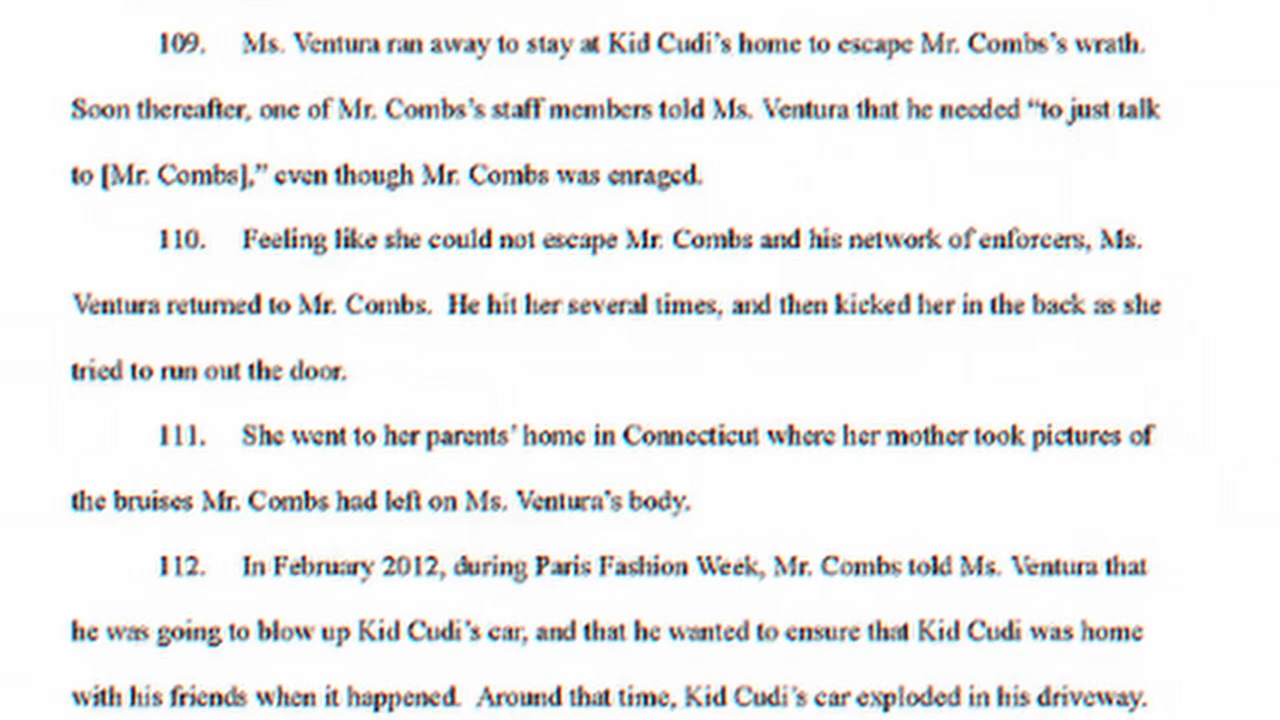 109. Ms. Ventura ran away to stay at Kid Cudi's home to escape Mr. Combs's wrath.
Soon thereafter, one of Mr. Combs's staff members told Ms. Ventura that he needed “to just talk
to [Mr. Combs],” even though Mr. Combs was enraged.
110. Feeling like she could not escape Mr. Combs and his network of enforcers, Ms.
Ventura returned to Mr. Combs. He hit her several times, and then kicked her in the back as she
tried to run out the door.
111. She went to her parents' home in Connecticut where her mother took pictures of
the bruises Mr. Combs had left on Ms. Ventura's body.
112. In February 2012, during Paris Fashion Week, Mr. Combs told Ms. Ventura that
he was going to blow up Kid Cudi's car, and that he wanted to ensure that Kid Cudi was home
with his friends when it happened. Around that time, Kid Cudi's car exploded in his driveway.